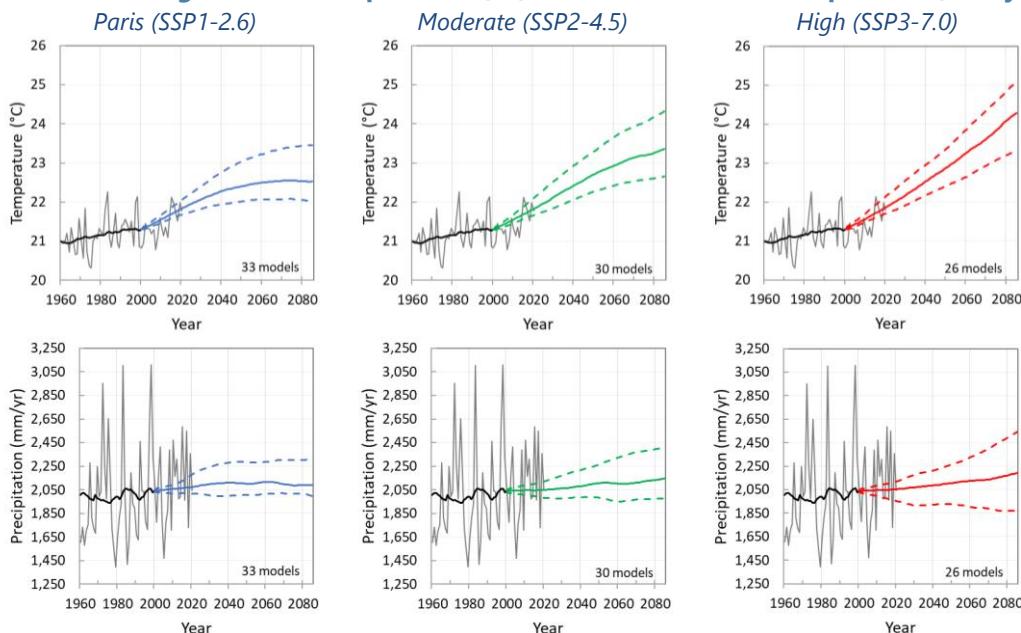 Paris (SSP1-2.6)
Moderate (SSP2-4.5)
High (SSP3-7.0)
Temperature (°C)
26
25
24
23
22
21
20
33 models
1960 1980 2000 2020 2040 2060 2080
Year
Temperature (°C)
26
25
24
23
22
21
20
30 models
1960 1980 2000 2020 2040 2060 2080
Year
Temperature (°C)
26
25
24
23
22
21
20
26 models
1960 1980 2000 2020 2040 2060 2080
Year
Precipitation (mm/yr)
3,250
3,050
2,850
2,650
2,450
2,250
2,050
1,850
1,650
1,450
1,250
33 models
1960 1980 2000 2020 2040 2060 2080
Year
Precipitation (mm/yr)
3,250
3,050
2,850
2,650
2,450
2,250
2,050
1,850
1,650
1,450
1,250
30 models
1960 1980 2000 2020 2040 2060 2080
Year
Precipitation (mm/yr)
3,250
3,050
2,850
2,650
2,450
2,250
2,050
1,850
1,650
1,450
1,250
26 models
1960 1980 2000 2020 2040 2060 2080
Year